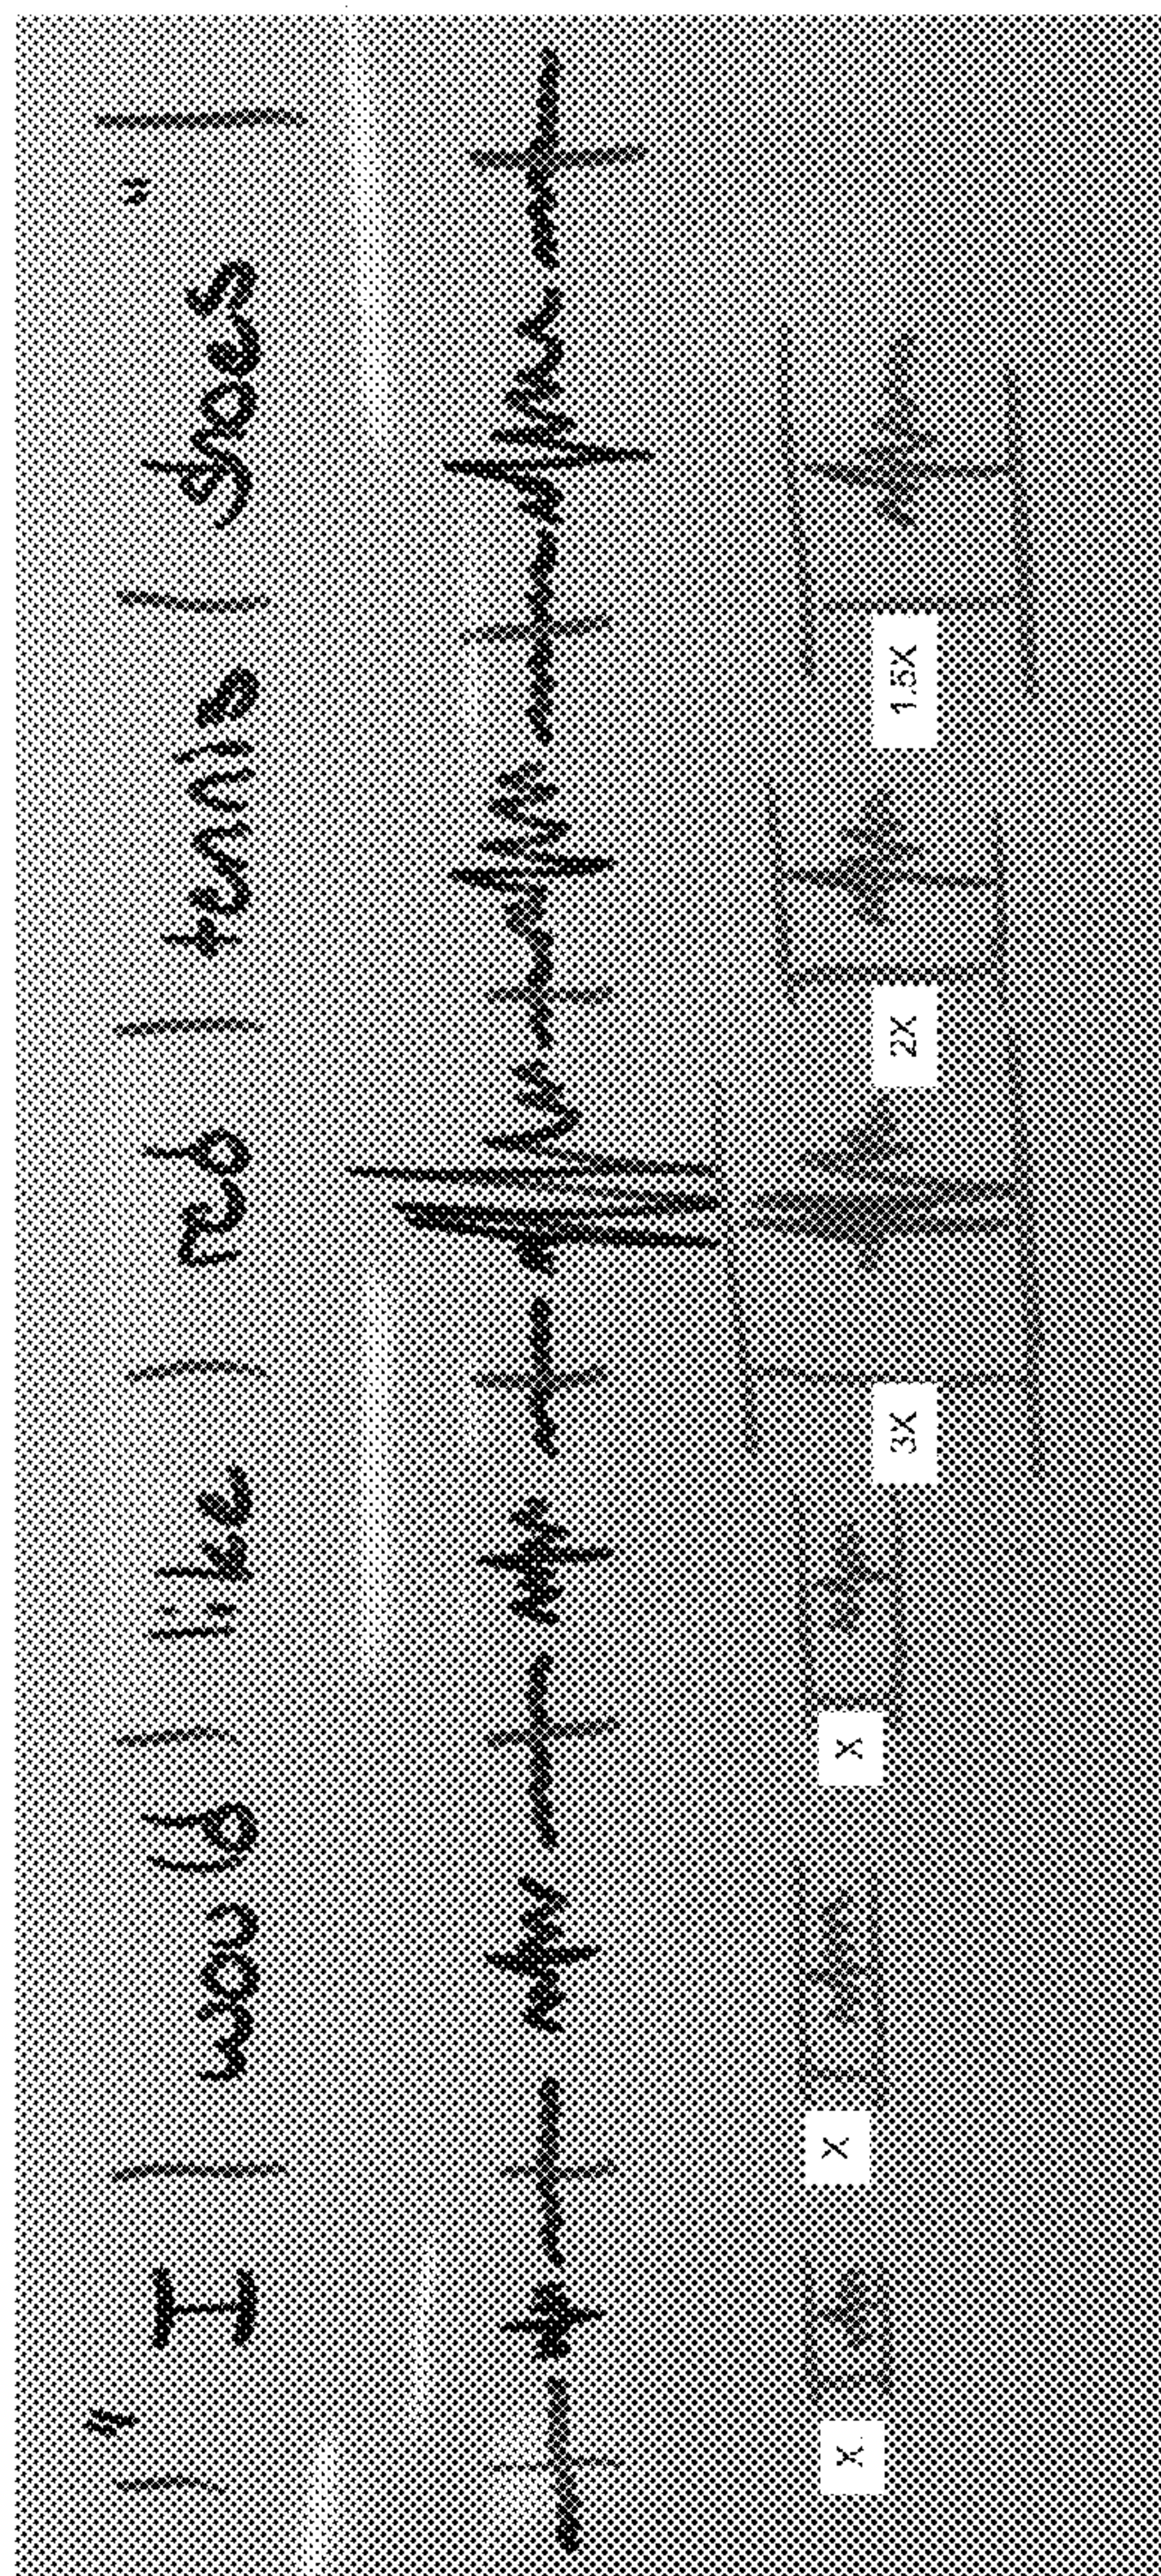 " I | would | like | red | tennis | shoes "
X X X 3X 2X 1.5X